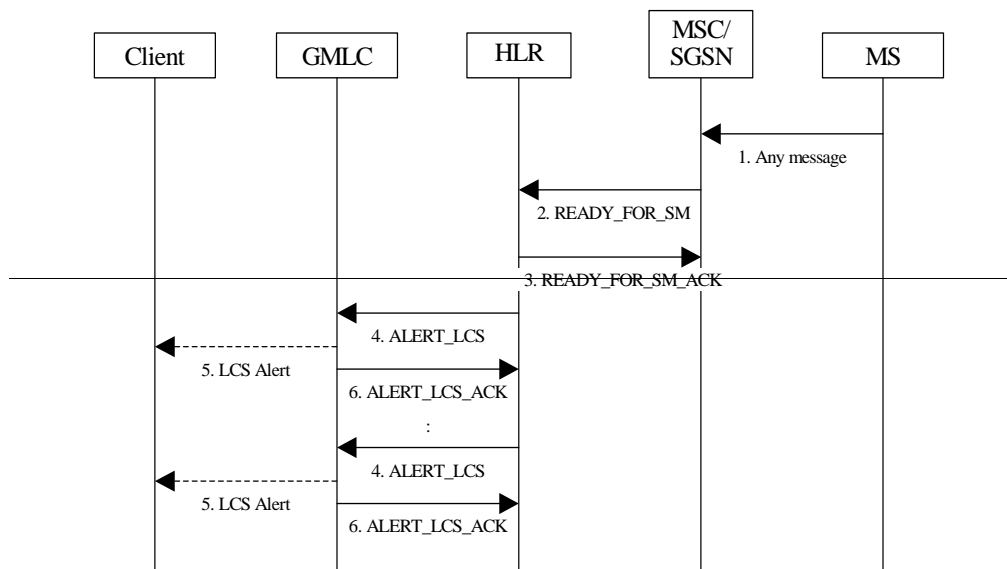 Client
GMLC
HLR
MSC/
SGSN
MS
1. Any message
2. READY_FOR_SM
3. READY_FOR_SM_ACK
4. ALERT_LCS
5. LCS Alert
6. ALERT_LCS_ACK
:
4. ALERT_LCS
5. LCS Alert
6. ALERT_LCS_ACK